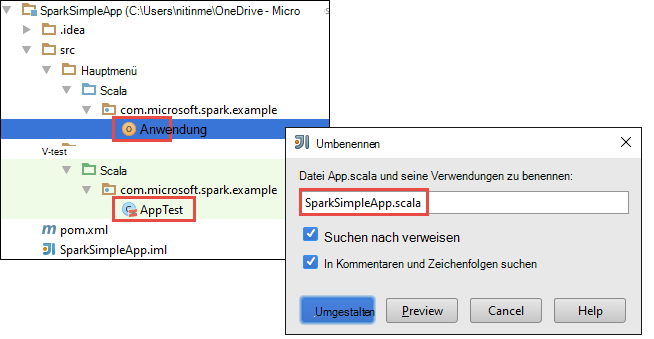 SparkSimpleApp (C:\Users\nitinme\OneDrive - Micro
.idea
src
Hauptmenü
Scala
com.microsoft.spark.example
Anwendung
V-test
Scala
com.microsoft.spark.example
AppTest
pom.xml
SparkSimpleApp.iml
Umbenennen
Datei App.scala und seine Verwendungen zu benennen:
SparkSimpleApp.scala
Suchen nach verweisen
In Kommentaren und Zeichenfolgen suchen
Umgestalten
Preview
Cancel
Help